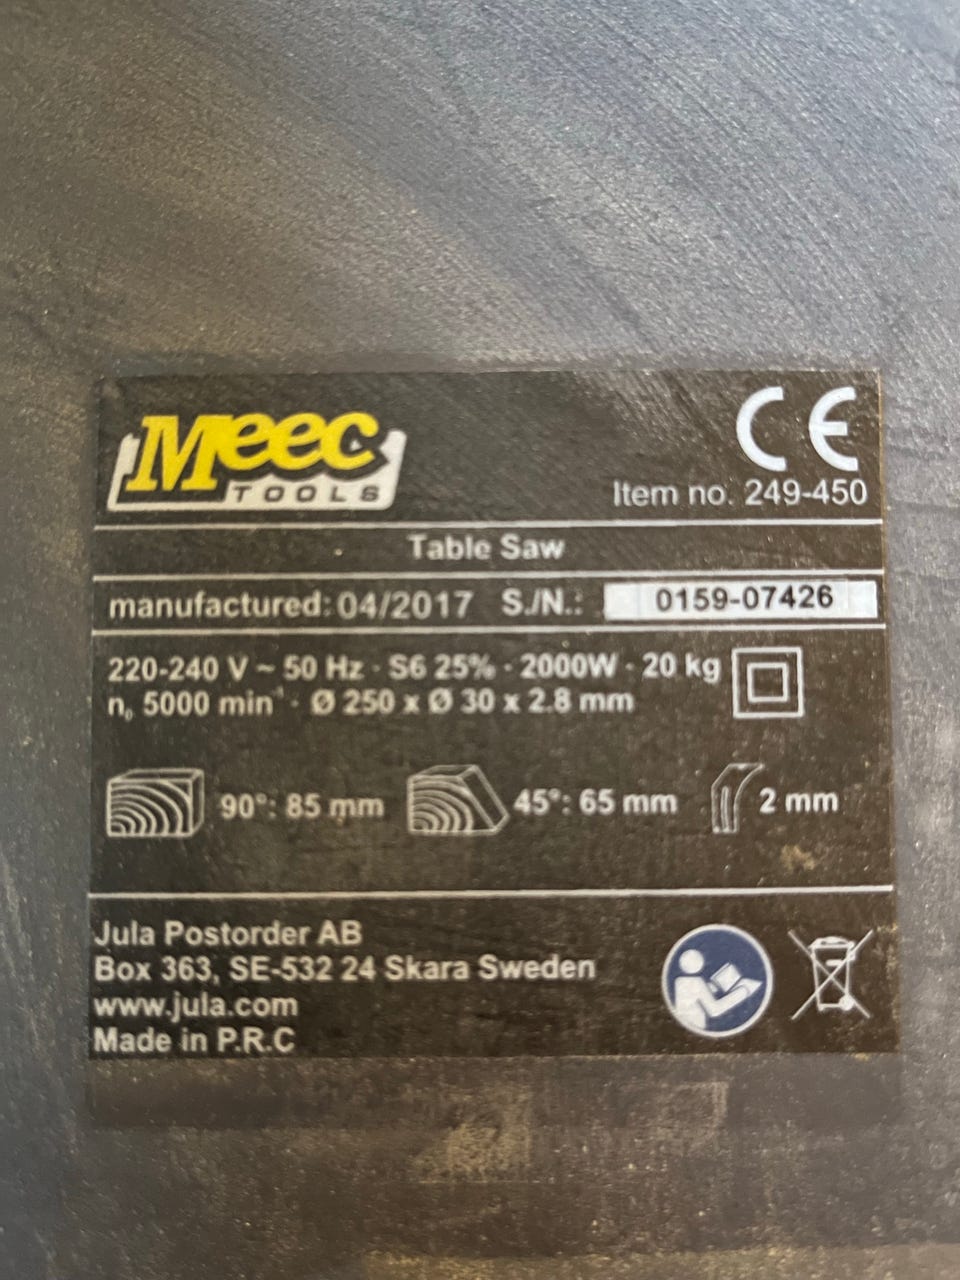 Meec
TOOLS
CE
Item no. 249-450
Table Saw
manufactured: 04/2017 S./N.: 0159-07426
220-240 V ~ 50 Hz · S6 25% · 2000W · 20 kg
n₀ 5000 min⁻¹ · Ø 250 x Ø 30 x 2.8 mm
90°: 85 mm 45°: 65 mm 2 mm
Jula Postorder AB
Box 363, SE-532 24 Skara Sweden
www.jula.com
Made in P.R.C